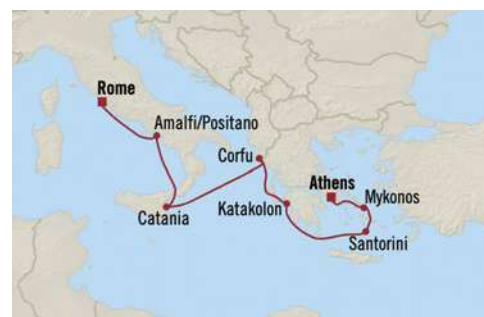 Rome
Amalfi/Positano
Corfu
Athens
Mykonos
Katakolon
Catania
Santorini